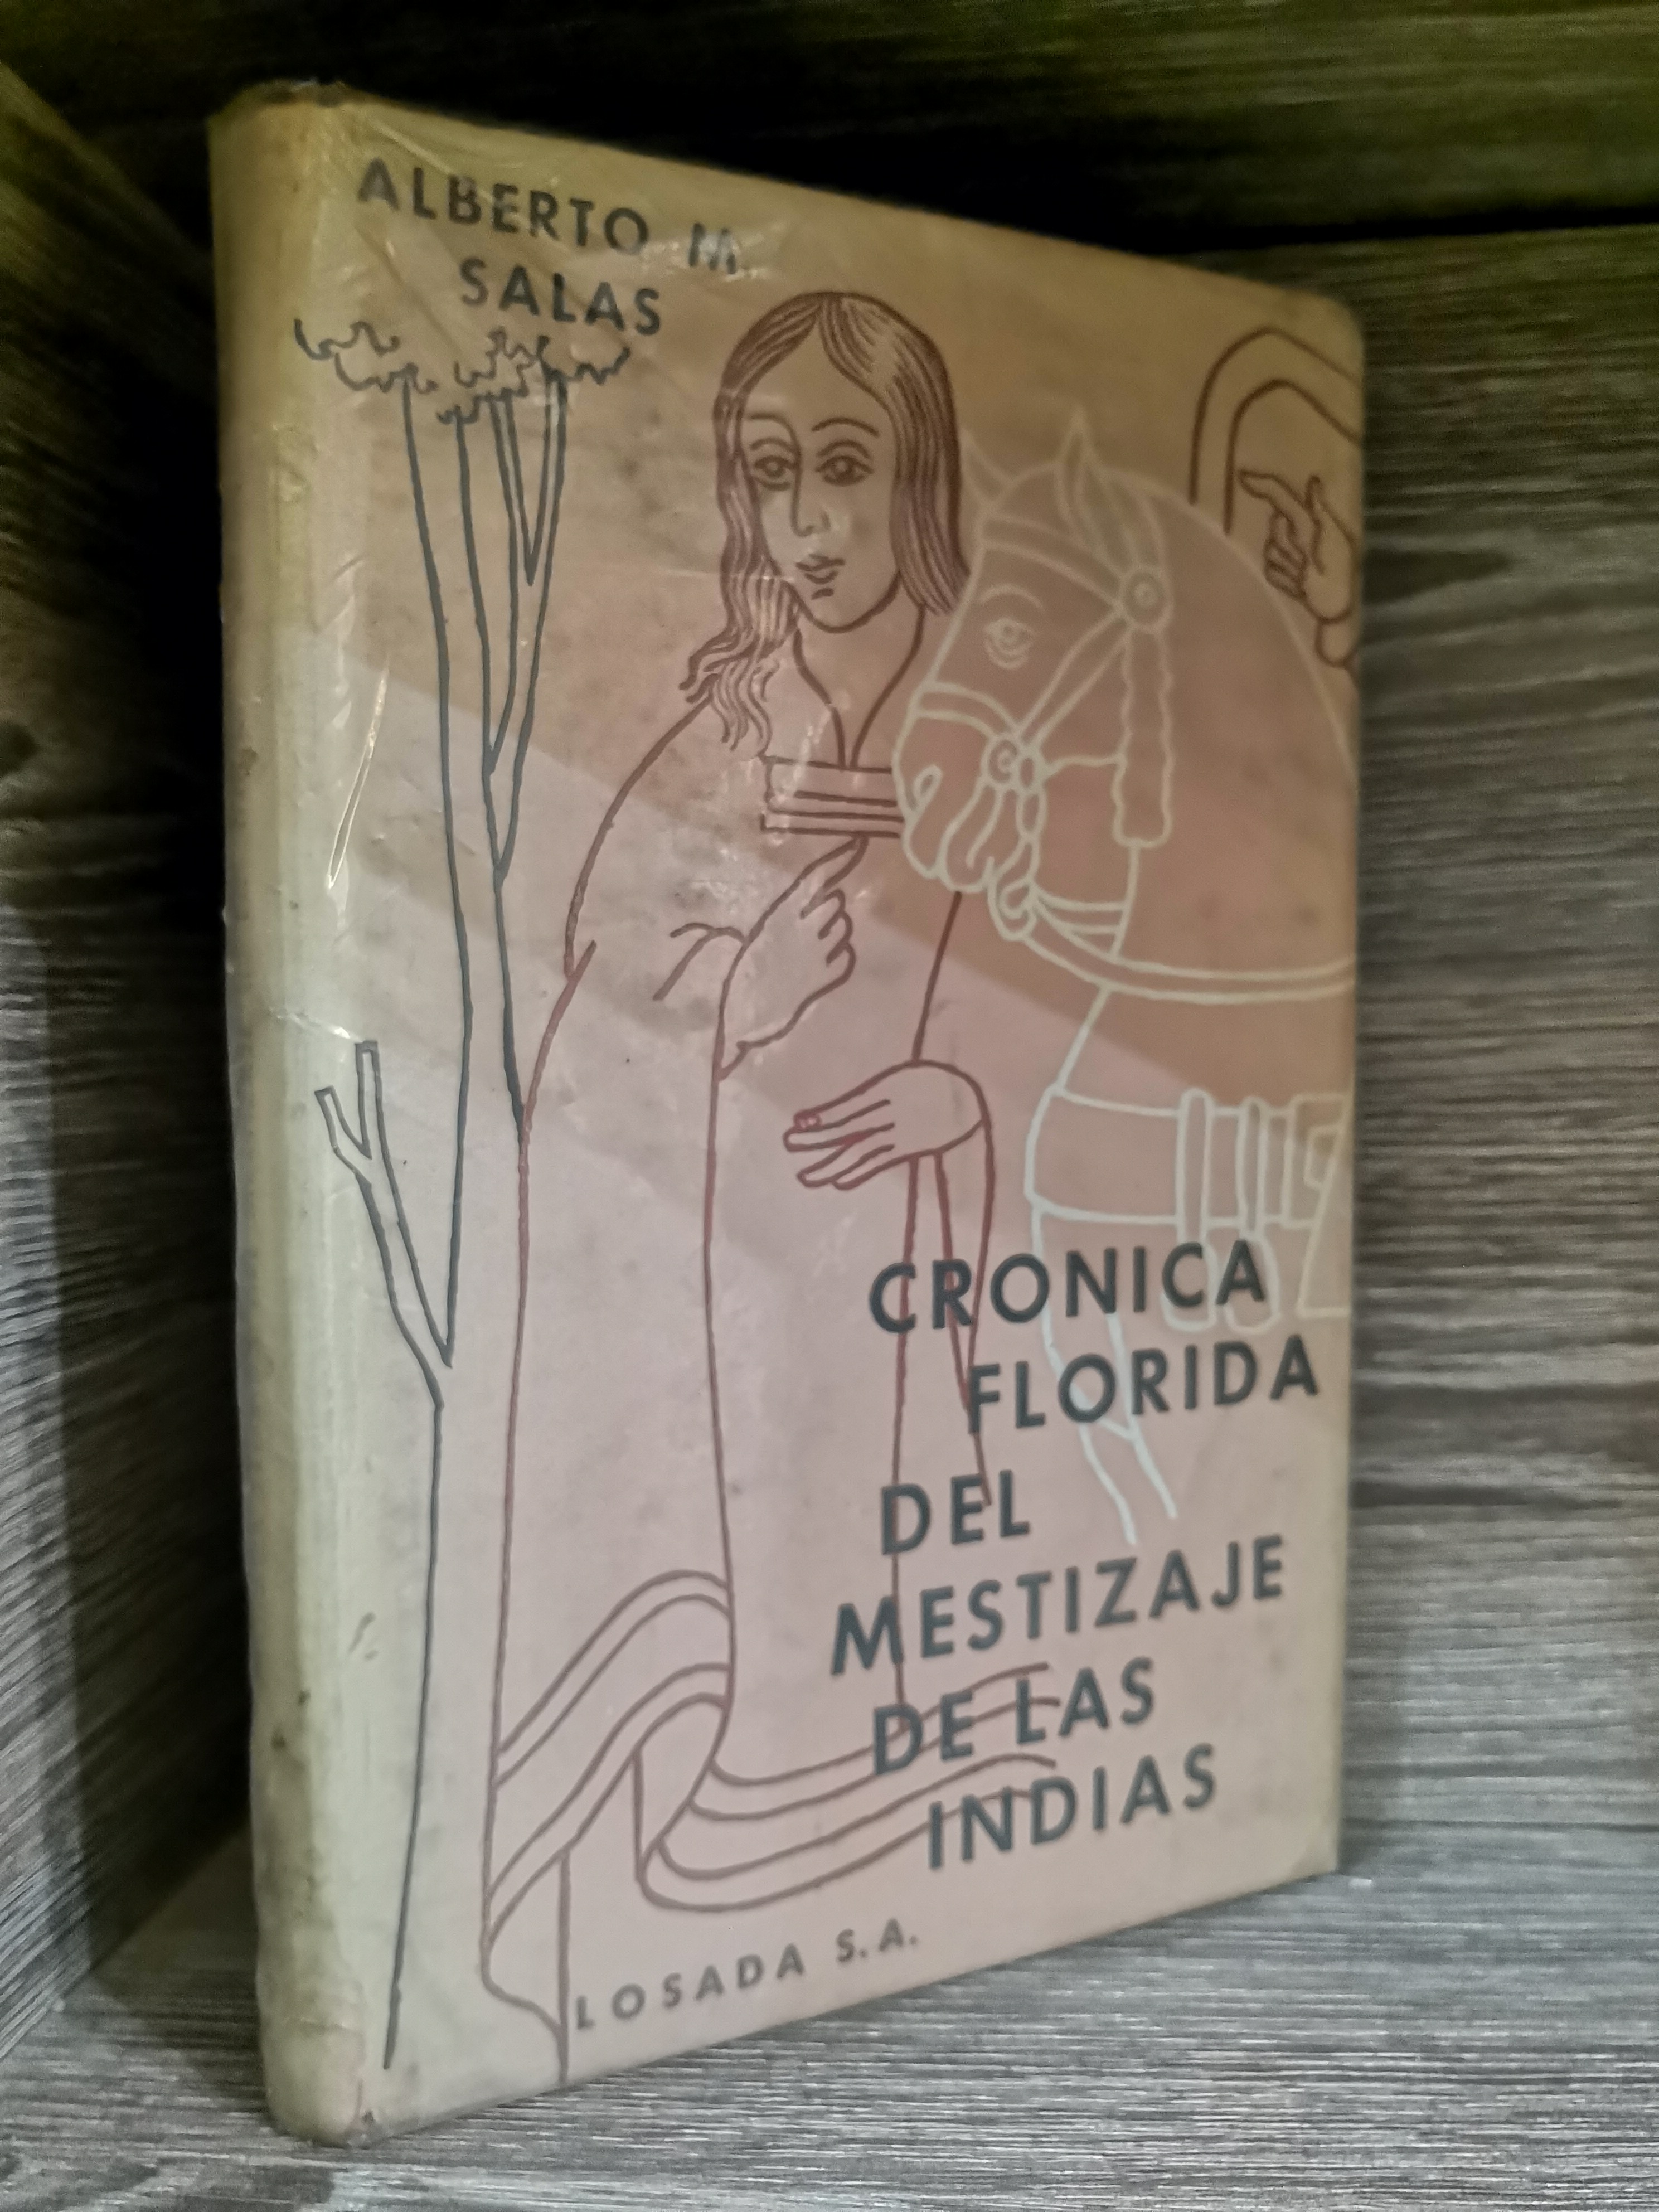 ALBERTO M.
SALAS
CRONICA
FLORIDA
DEL
MESTIZAJE
DE LAS
INDIAS
LOSADA S.A.